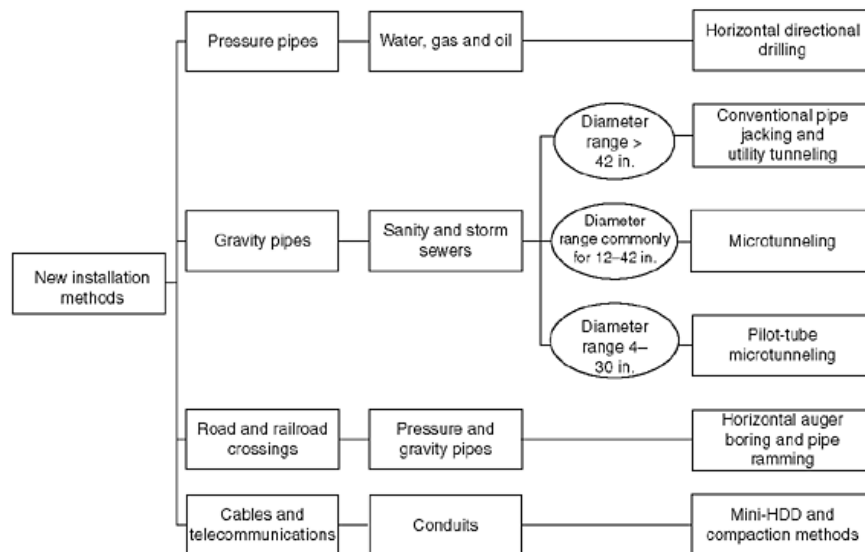 Pressure pipes
Water, gas and oil
Horizontal directional
drilling
Diameter
range >
42 in.
Conventional pipe
jacking and
utility tunneling
Gravity pipes
Sanity and storm
sewers
Diameter
range commonly
for 12–42 in.
Microtunneling
New installation
methods
Diameter
range 4–
30 in.
Pilot-tube
microtunneling
Road and railroad
crossings
Pressure and
gravity pipes
Horizontal auger
boring and pipe
ramming
Cables and
telecommunications
Conduits
Mini-HDD and
compaction methods